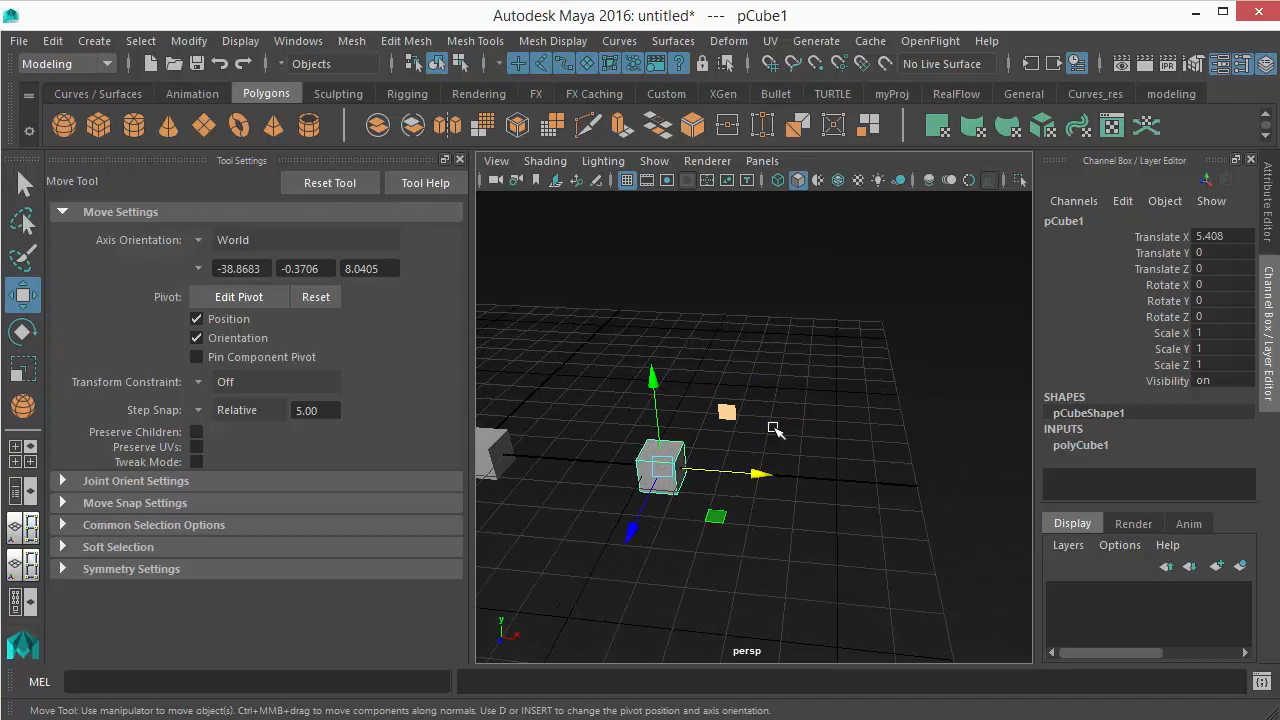 Autodesk Maya 2016: untitled* --- pCube1
File Edit Create Select Modify Display Windows Mesh Edit Mesh Mesh Tools Mesh Display Curves Surfaces Deform UV Generate Cache OpenFlight Help
Modeling Objects No Live Surface
Curves / Surfaces Animation Polygons Sculpting Rigging Rendering FX FX Caching Custom XGen Bullet TURTLE myProj RealFlow General Curves_res modeling
Tool Settings
Move Tool Reset Tool Tool Help
Move Settings
Axis Orientation: World
-38.8683 -0.3706 8.0405
Pivot: Edit Pivot Reset
Position
Orientation
Pin Component Pivot
Transform Constraint: Off
Step Snap: Relative 5.00
Preserve Children:
Preserve UVs:
Tweak Mode:
Joint Orient Settings
Move Snap Settings
Common Selection Options
Soft Selection
Symmetry Settings
View Shading Lighting Show Renderer Panels
y
persp
Channel Box / Layer Editor
Channels Edit Object Show
pCube1
Translate X 5.408
Translate Y 0
Translate Z 0
Rotate X 0
Rotate Y 0
Rotate Z 0
Scale X 1
Scale Y 1
Scale Z 1
Visibility on
SHAPES
pCubeShape1
INPUTS
polyCube1
Display Render Anim
Layers Options Help
Attribute Editor
Channel Box / Layer Editor
MEL
Move Tool: Use manipulator to move object(s). Ctrl+MMB+drag to move components along normals. Use D or INSERT to change the pivot position and axis orientation.